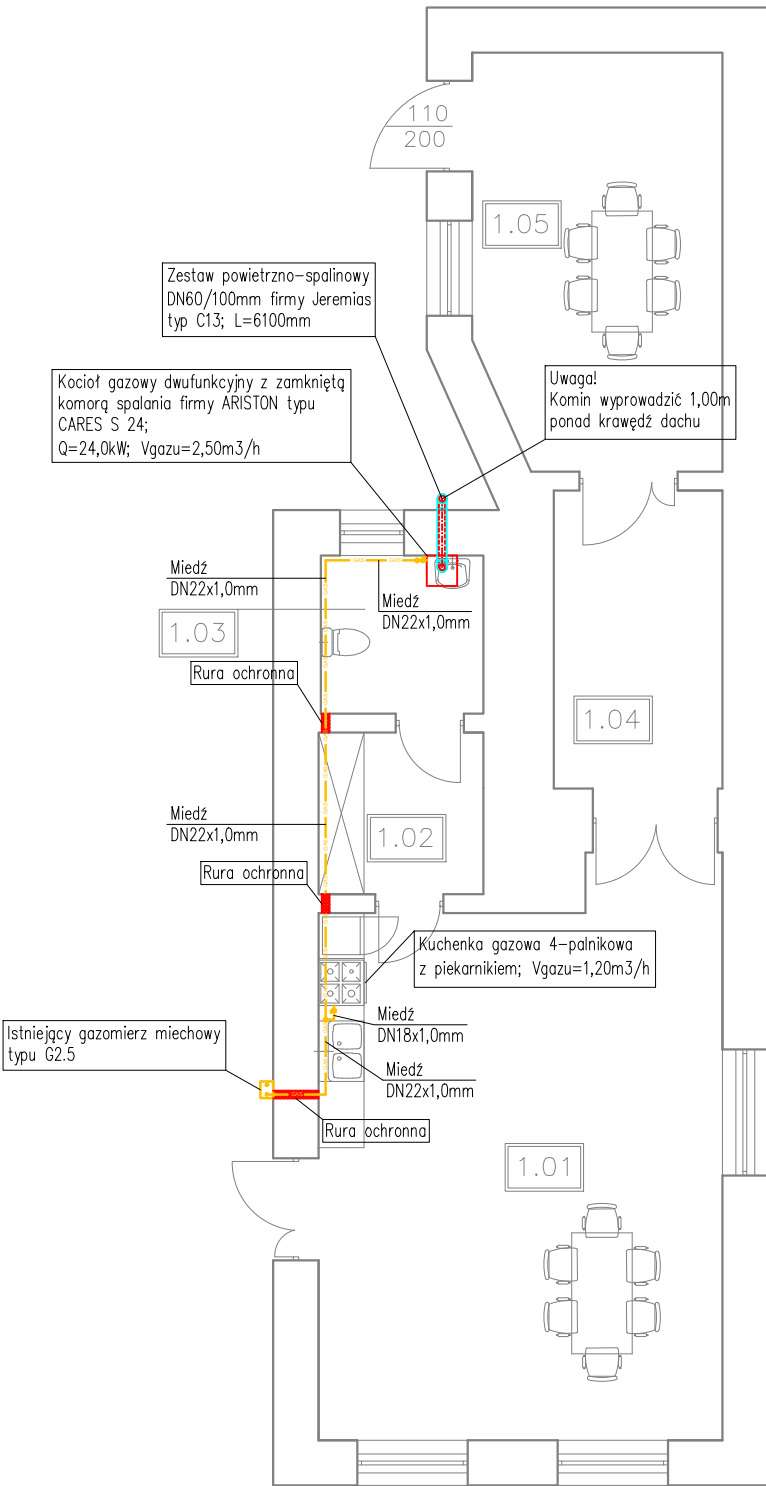 110
200
1.05
Zestaw powietrzno-spalinowy
DN60/100mm firmy Jeremias
typ C13; L=6100mm
Kocioł gazowy dwufunkcyjny z zamkniętą
komorą spalania firmy ARISTON typu
CARES S 24;
Q=24,0kW; Vgazu=2,50m3/h
Uwaga!
Komin wyprowadzić 1,00m
ponad krawędź dachu
GAS GAS
Miedź
DN22x1,0mm
Miedź
DN22x1,0mm
1.03
Rura ochronna
1.04
Miedź
DN22x1,0mm
1.02
Rura ochronna
Kuchenka gazowa 4-palnikowa
z piekarnikiem; Vgazu=1,20m3/h
Miedź
DN18x1,0mm
Istniejący gazomierz miechowy
typu G2.5
Miedź
DN22x1,0mm
GAS
Rura ochronna
1.01